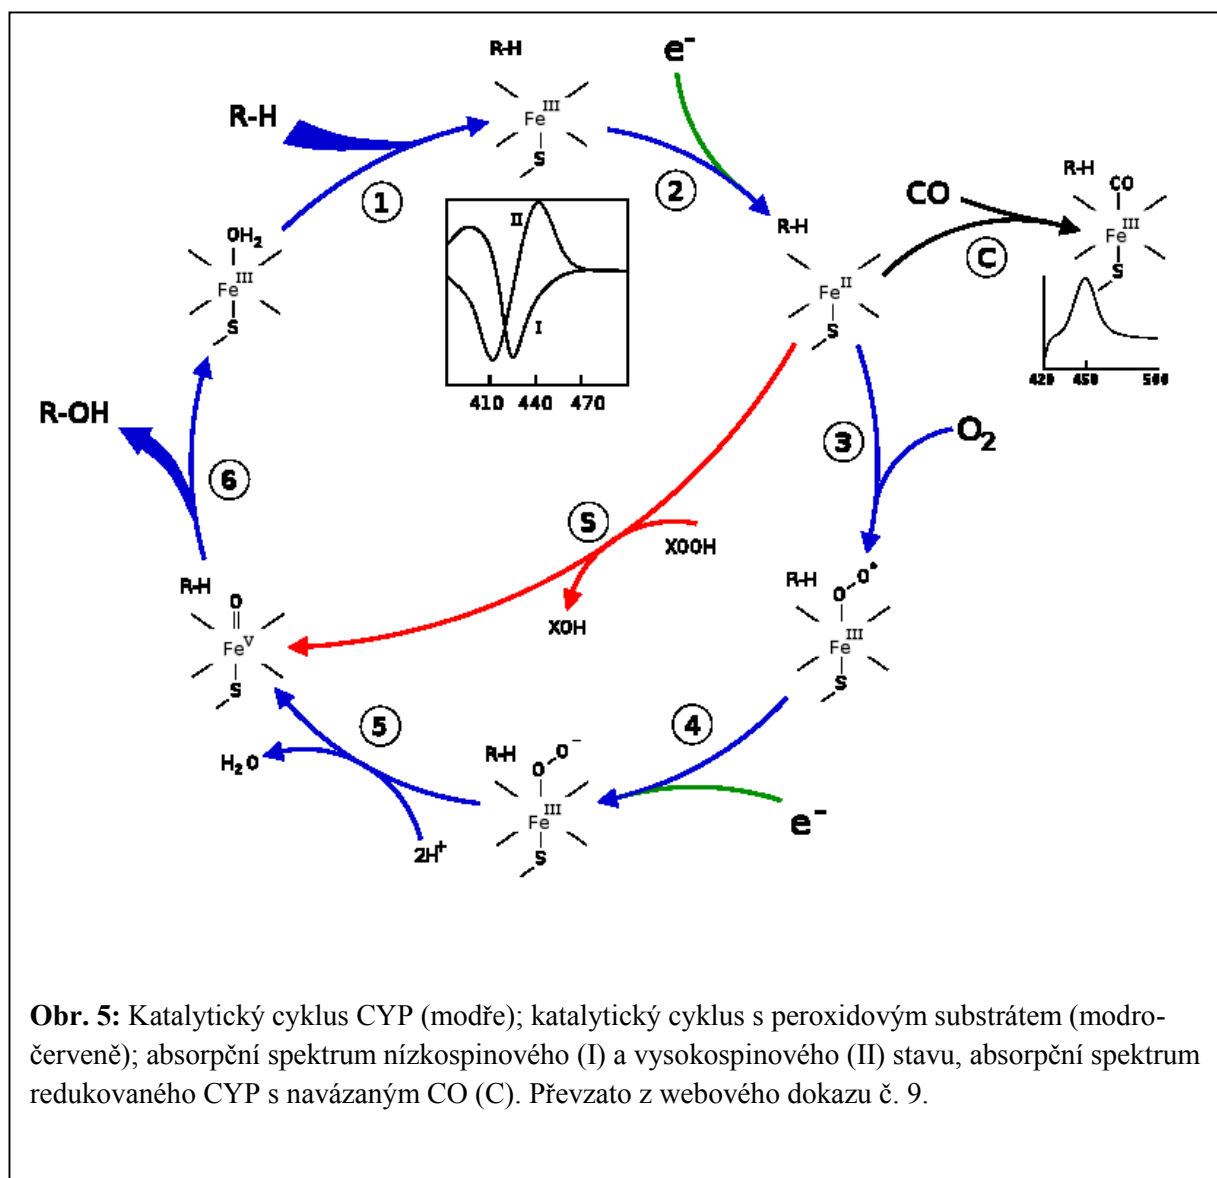 R-H
e⁻
R-H
Fe III
S
1
2
R-H
CO
R-H
CO
Fe III
S
C
OH₂
Fe III
S
II
I
410 440 470
R-H
Fe II
S
420 450 500
R-OH
6
3
O₂
S
XOOH
XOH
R-H
O
Fe V
S
R-H
O-O•
Fe III
S
5
4
H₂O
2H⁺
R-H
O-O⁻
Fe III
S
e⁻
Obr. 5: Katalytický cyklus CYP (modře); katalytický cyklus s peroxidovým substrátem (modro-
červeně); absorpční spektrum nízkospinového (I) a vysokospinového (II) stavu, absorpční spektrum
redukovaného CYP s navázaným CO (C). Převzato z webového dokazu č. 9.